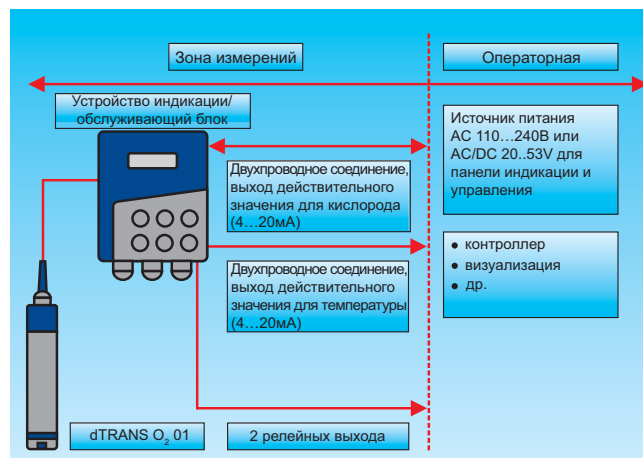 Зона измерений
Операторная
Устройство индикации/
обслуживающий блок
Источник питания
AC 110...240В или
AC/DC 20..53V для
панели индикации и
управления
Двухпроводное соединение,
выход действительного
значения для кислорода
(4...20мА)
• контроллер
• визуализация
• др.
Двухпроводное соединение,
выход действительного
значения для температуры
(4...20мА)
dTRANS O₂ 01
2 релейных выхода